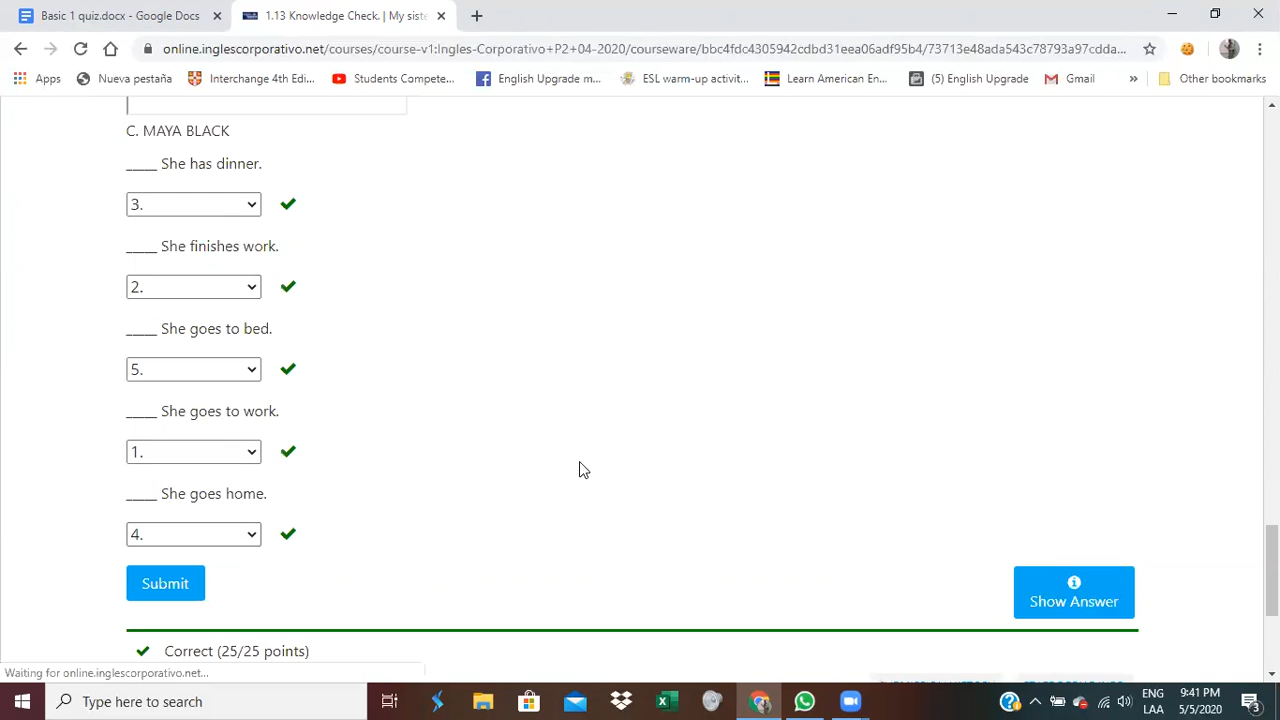 Basic 1 quiz.docx - Google Docs
1.13 Knowledge Check. | My siste
online.inglescorporativo.net/courses/course-v1:Ingles-Corporativo+P2+04-2020/courseware/bbc4fdc4305942cdbd31eea06adf95b4/73713e48ada543c78793a97cdda...
Apps
Nueva pestaña
Interchange 4th Edi...
Students Compete...
English Upgrade m...
ESL warm-up activit...
Learn American En...
(5) English Upgrade
Gmail
»
Other bookmarks
C. MAYA BLACK
_____ She has dinner.
3.
_____ She finishes work.
2.
_____ She goes to bed.
5.
_____ She goes to work.
1.
_____ She goes home.
4.
Submit
Show Answer
Correct (25/25 points)
Waiting for online.inglescorporativo.net...
Type here to search
ENG
LAA
9:41 PM
5/5/2020
3